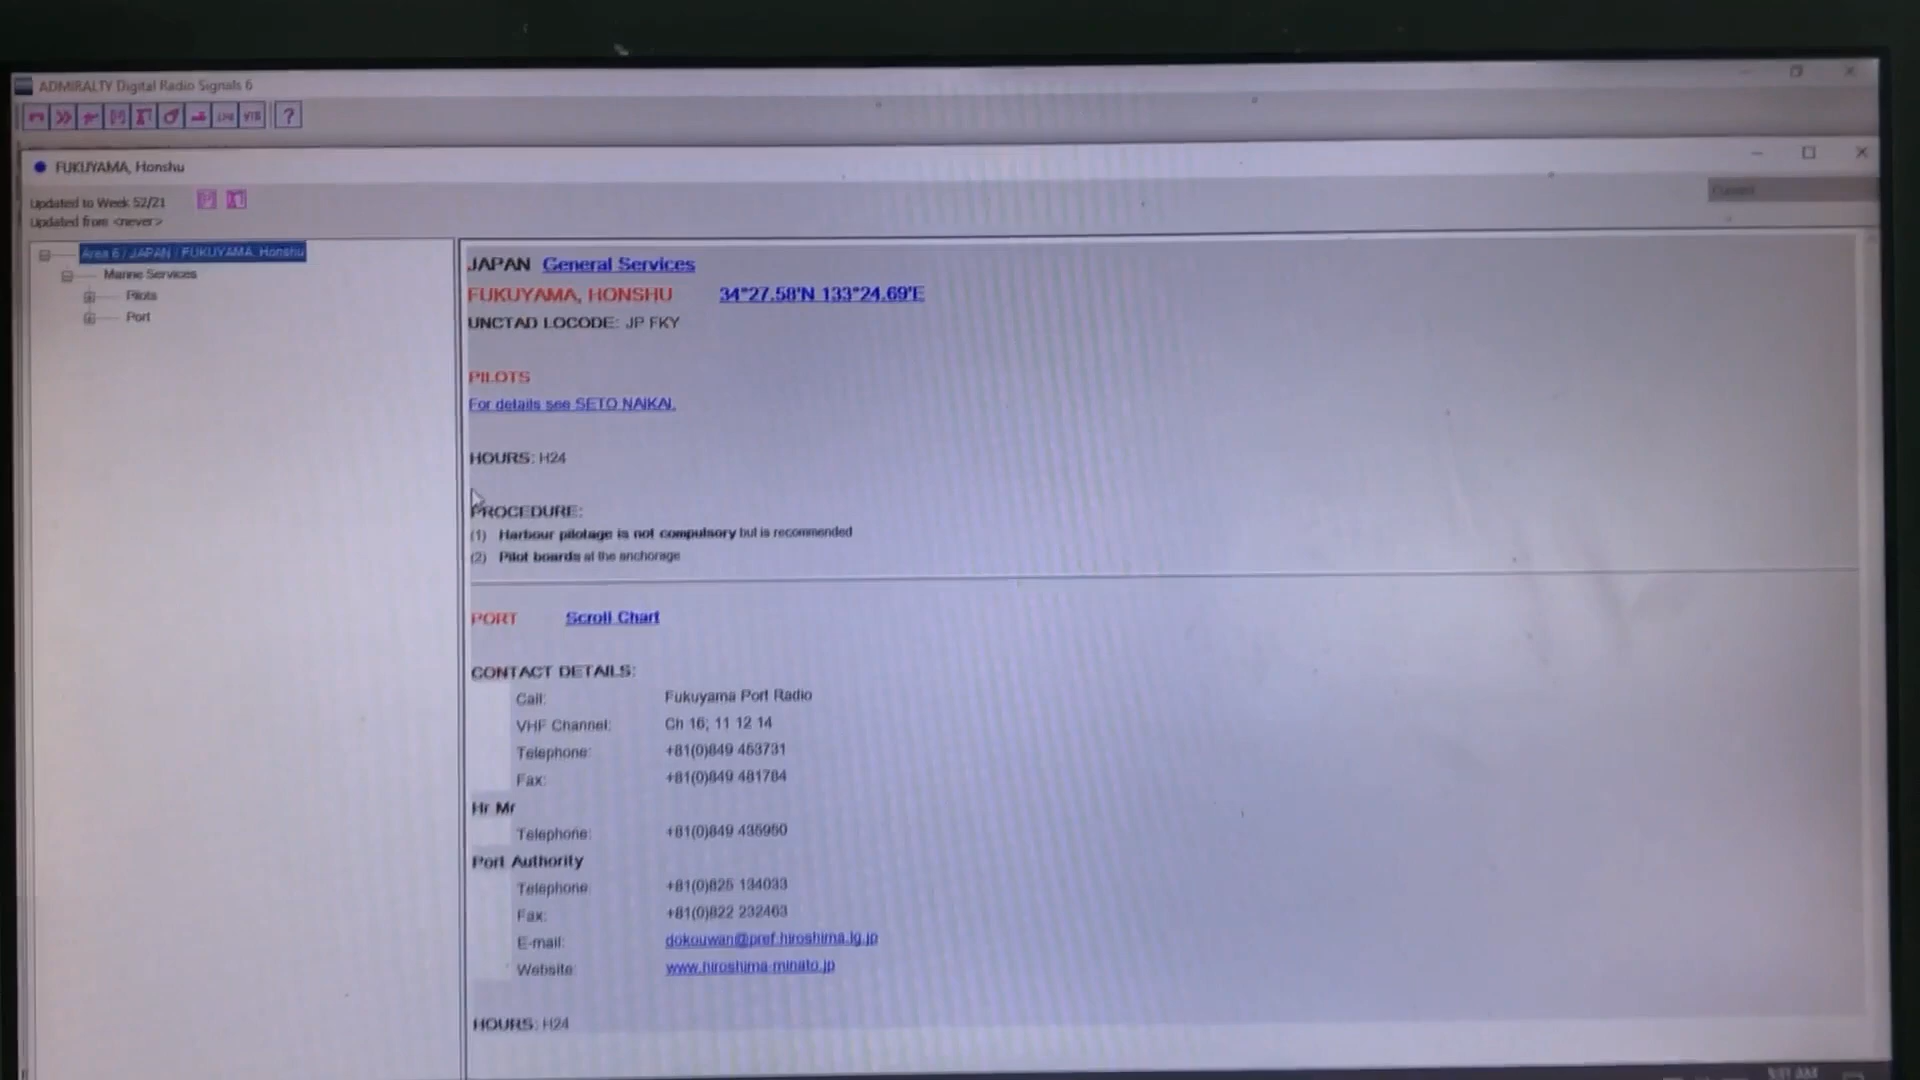 ADMIRALTY Digital Radio Signals 6
VTS
?
FUKUYAMA, Honshu
Updated to Week 52/21
Updated from <never>
Area 6 / JAPAN / FUKUYAMA, Honshu
Marine Services
Pilots
Port
JAPAN General Services
FUKUYAMA, HONSHU 34°27.58'N 133°24.69'E
UNCTAD LOCODE: JP FKY
PILOTS
For details see SETO NAIKAI.
HOURS: H24
PROCEDURE:
(1) Harbour pilotage is not compulsory but is recommended
(2) Pilot boards at the anchorage
PORT Scroll Chart
CONTACT DETAILS:
Call: Fukuyama Port Radio
VHF Channel: Ch 16; 11 12 14
Telephone: +81(0)849 453731
Fax: +81(0)849 481784
Hr Mr
Telephone: +81(0)849 435950
Port Authority
Telephone: +81(0)825 134033
Fax: +81(0)822 232463
E-mail: dokouwan@pref.hiroshima.lg.jp
Website: www.hiroshima-minato.jp
HOURS: H24